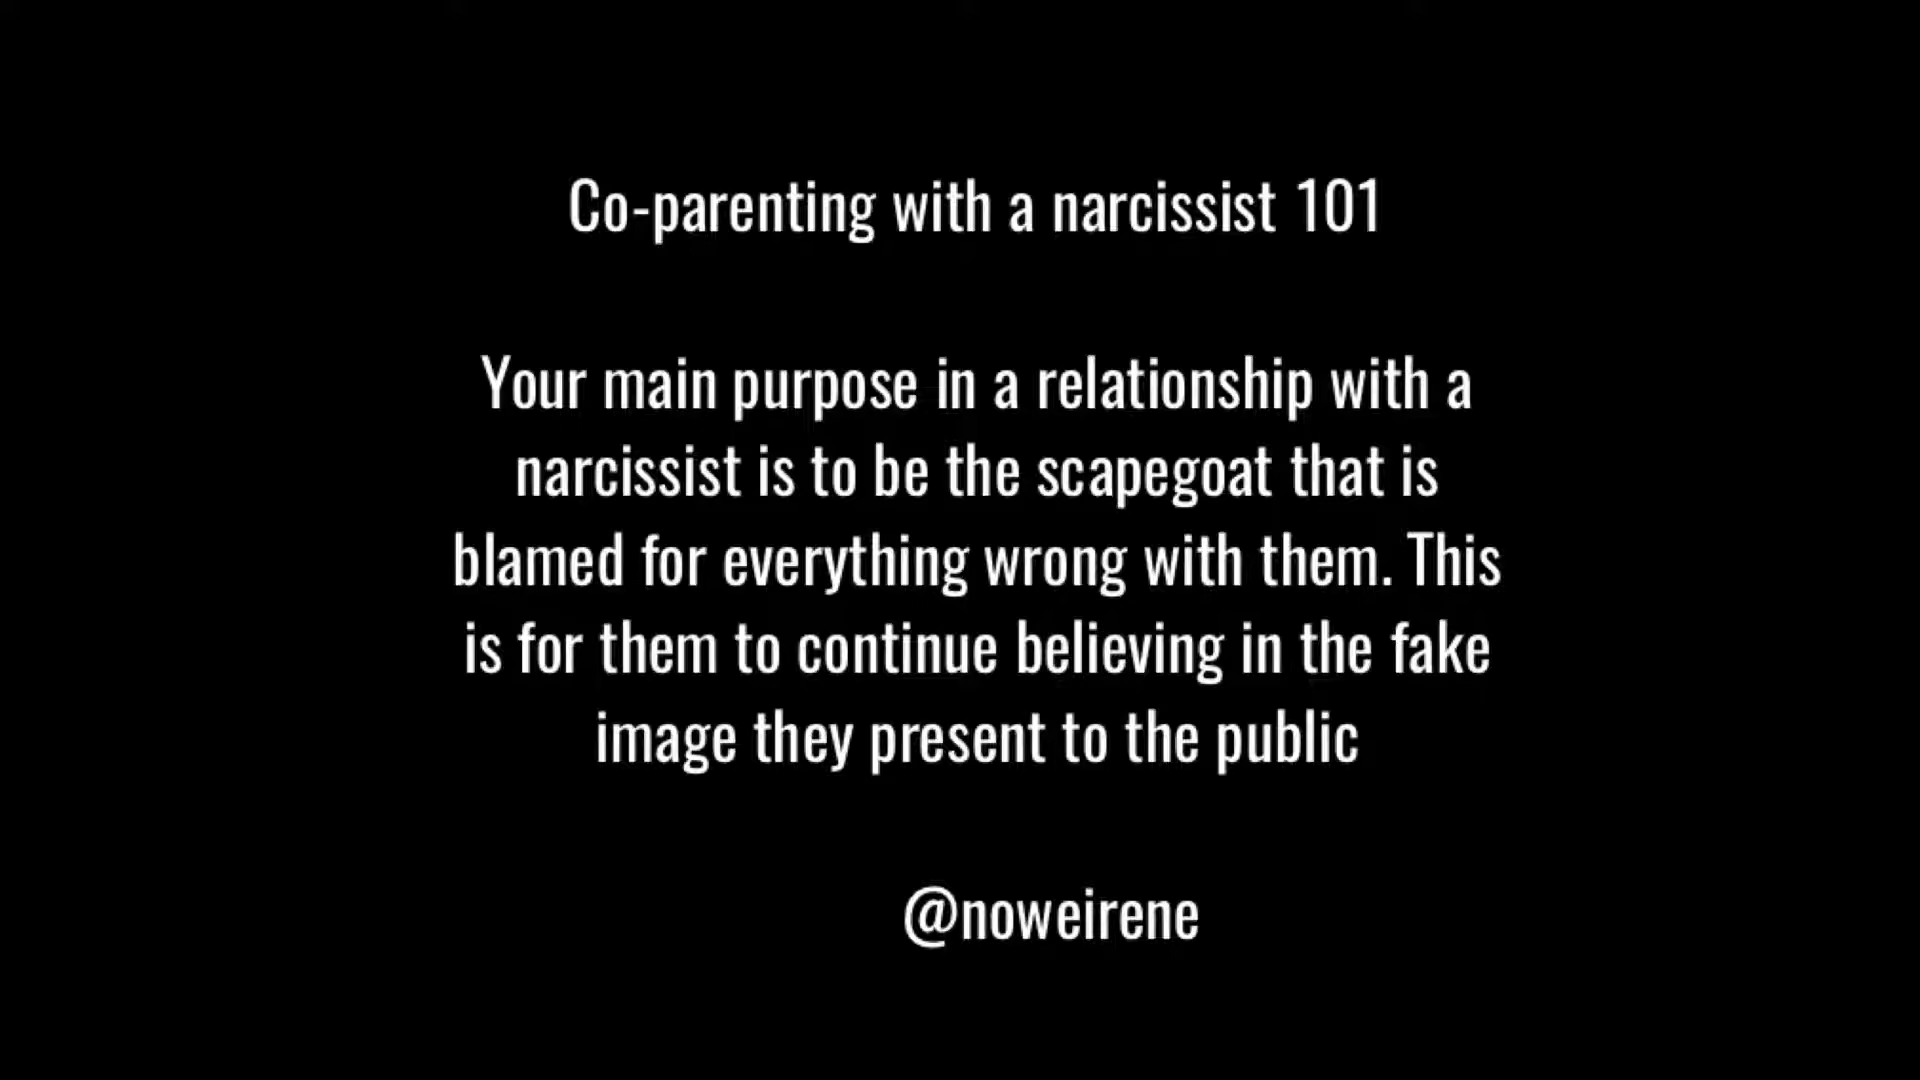 Co-parenting with a narcissist 101
Your main purpose in a relationship with a
narcissist is to be the scapegoat that is
blamed for everything wrong with them. This
is for them to continue believing in the fake
image they present to the public
@noweirene